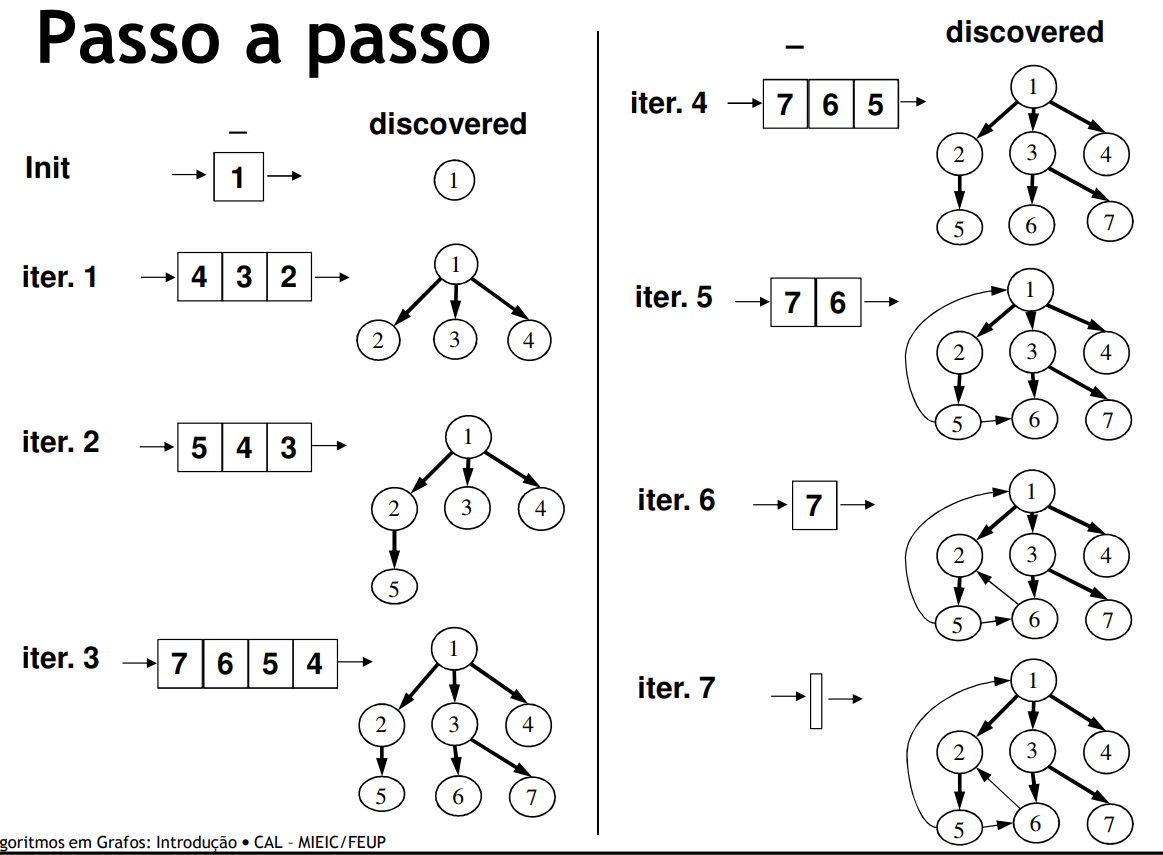 Passo a passo
_
discovered
Init
1
1
iter. 1
4 3 2
1
2 3 4
iter. 2
5 4 3
1
2 3 4
5
iter. 3
7 6 5 4
1
2 3 4
5 6 7
_
discovered
iter. 4
7 6 5
1
2 3 4
5 6 7
iter. 5
7 6
1
2 3 4
5 6 7
iter. 6
7
1
2 3 4
5 6 7
iter. 7
1
2 3 4
5 6 7
goritmos em Grafos: Introdução • CAL – MIEIC/FEUP